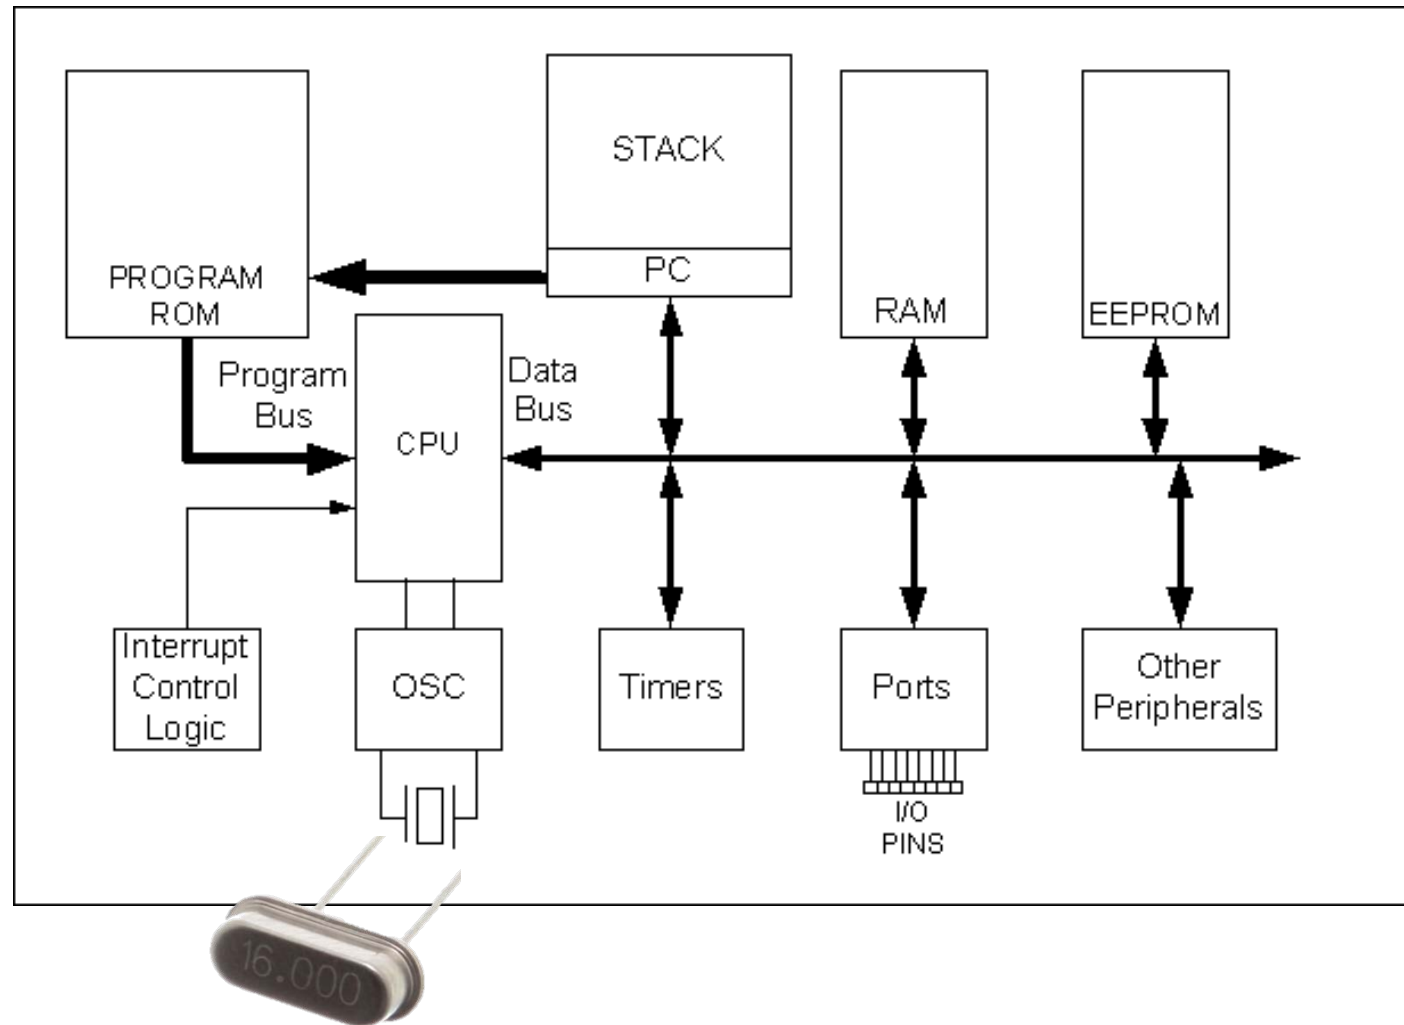 STACK
PC
PROGRAM
ROM
RAM
EEPROM
Program
Bus
Data
Bus
CPU
Interrupt
Control
Logic
OSC
Timers
Ports
Other
Peripherals
I/O
PINS
16.000